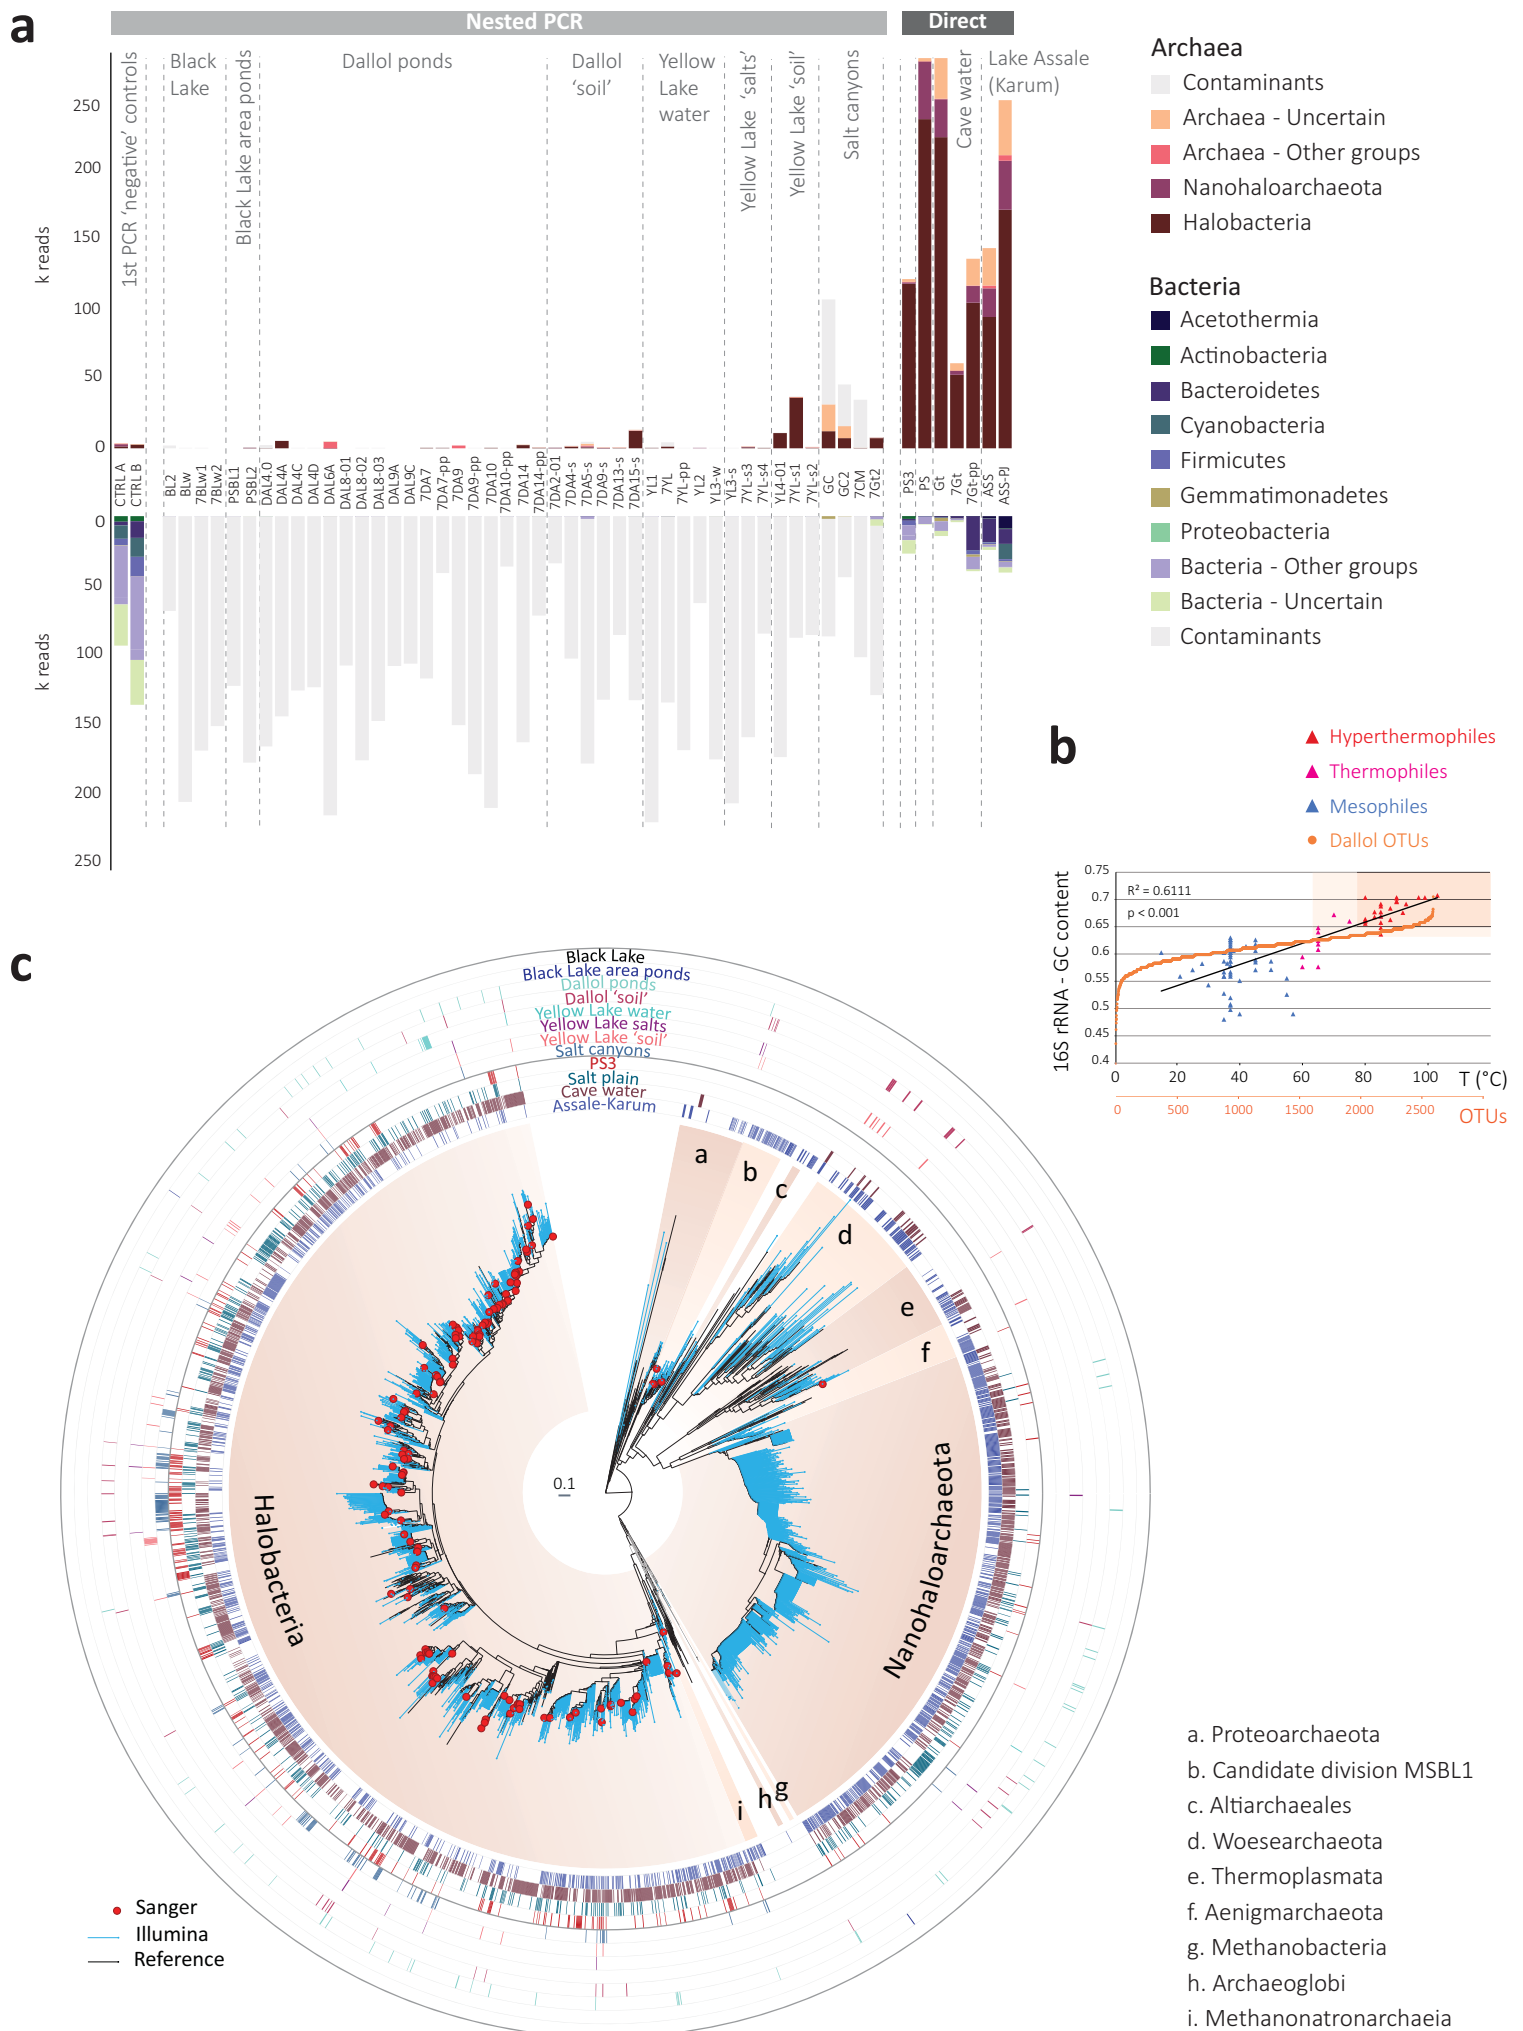 a
Nested PCR
Direct
1st PCR ‘negative’ controls
Black
Lake
Black Lake area ponds
Dallol ponds
Dallol
‘soil’
Yellow
Lake
water
Yellow Lake ‘salts’
Yellow Lake ‘soil’
Salt canyons
Cave water
Lake Assale
(Karum)
k reads
250
200
150
100
50
0
CTRL A
CTRL B
BL2
BLw
7BLw1
7BLw2
PSBL1
PSBL2
DAL4.0
DAL4A
DAL4C
DAL4D
DAL6A
DAL8-01
DAL8-02
DAL8-03
DAL9A
DAL9C
7DA7
7DA7-pp
7DA9
7DA9-pp
7DA10
7DA10-pp
7DA14
7DA14-pp
7DA2-01
7DA4-s
7DA5-s
7DA9-s
7DA13-s
7DA15-s
YL1
7YL
7YL-pp
YL2
YL3-w
YL3-s
7YL-s3
7YL-s4
YL4-01
7YL-s1
7YL-s2
GC
GC2
7CM
7Gt2
PS3
PS
Gt
7Gt
7Gt-pp
ASS
ASS-PJ
k reads
0
50
100
150
200
250
Archaea
Contaminants
Archaea - Uncertain
Archaea - Other groups
Nanohaloarchaeota
Halobacteria
Bacteria
Acetothermia
Actinobacteria
Bacteroidetes
Cyanobacteria
Firmicutes
Gemmatimonadetes
Proteobacteria
Bacteria - Other groups
Bacteria - Uncertain
Contaminants
b
Hyperthermophiles
Thermophiles
Mesophiles
Dallol OTUs
16S rRNA - GC content
0.75
0.7
0.65
0.6
0.55
0.5
0.45
0.4
R² = 0.6111
p < 0.001
0 20 40 60 80 100 T (°C)
0 500 1000 1500 2000 2500
OTUs
c
Black Lake
Black Lake area ponds
Dallol ponds
Dallol ‘soil’
Yellow Lake water
Yellow Lake salts
Yellow Lake ‘soil’
Salt canyons
PS3
Salt plain
Cave water
Assale-Karum
a
b
c
d
e
f
Nanohaloarchaeota
g
h
i
Halobacteria
0.1
Sanger
Illumina
Reference
a. Proteoarchaeota
b. Candidate division MSBL1
c. Altiarchaeales
d. Woesearchaeota
e. Thermoplasmata
f. Aenigmarchaeota
g. Methanobacteria
h. Archaeoglobi
i. Methanonatronarchaeia